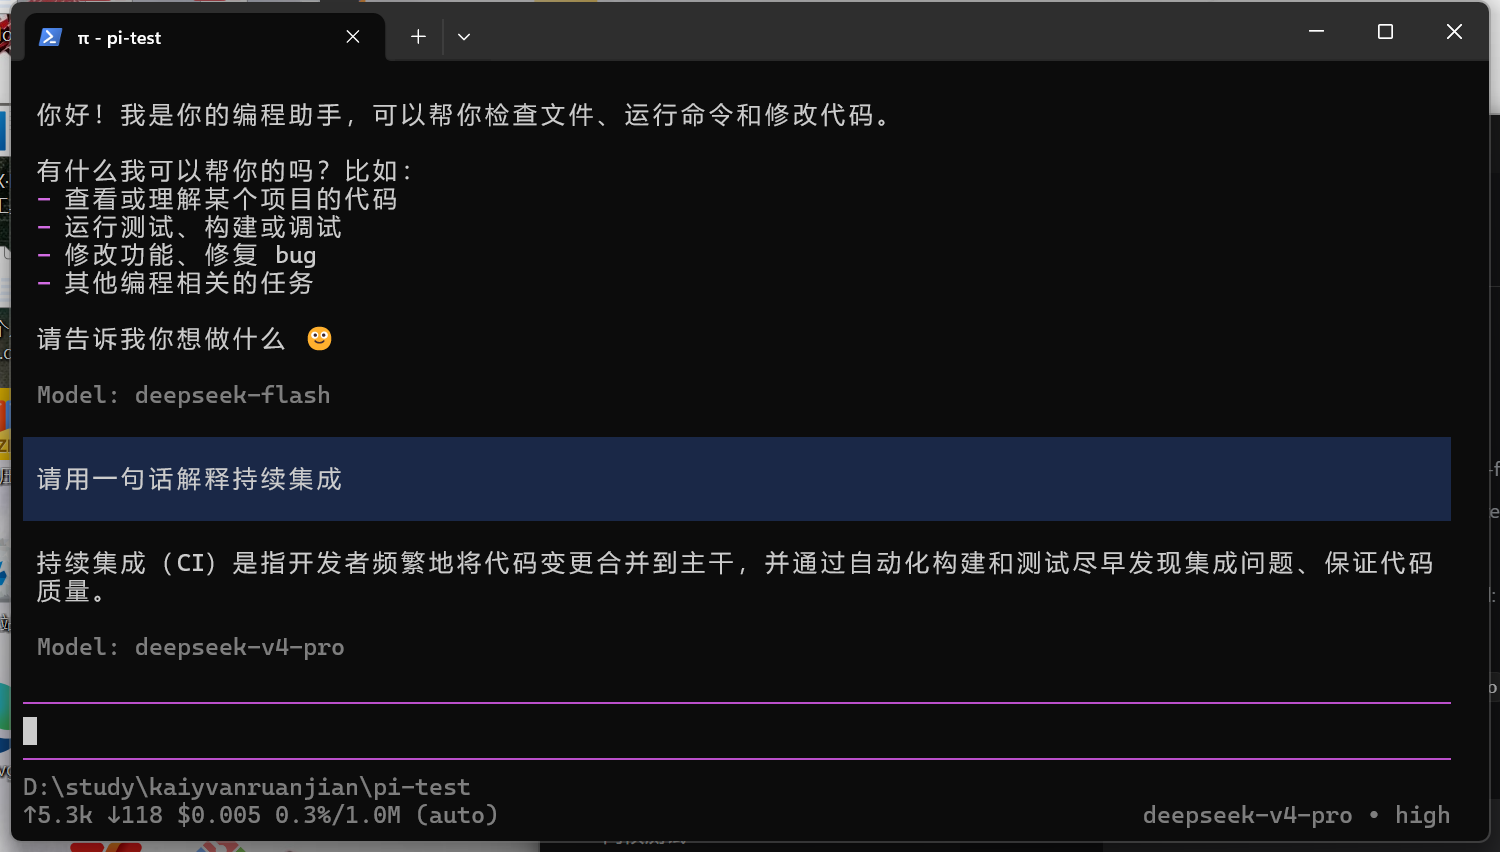 π - pi-test
你好！我是你的编程助手，可以帮你检查文件、运行命令和修改代码。
有什么我可以帮你的吗？比如：
- 查看或理解某个项目的代码
- 运行测试、构建或调试
- 修改功能、修复 bug
- 其他编程相关的任务
请告诉我你想做什么 🙂
Model: deepseek-flash
请用一句话解释持续集成
持续集成（CI）是指开发者频繁地将代码变更合并到主干，并通过自动化构建和测试尽早发现集成问题、保证代码
质量。
Model: deepseek-v4-pro
D:\study\kaiyvanruanjian\pi-test
↑5.3k ↓118 $0.005 0.3%/1.0M (auto)
deepseek-v4-pro • high